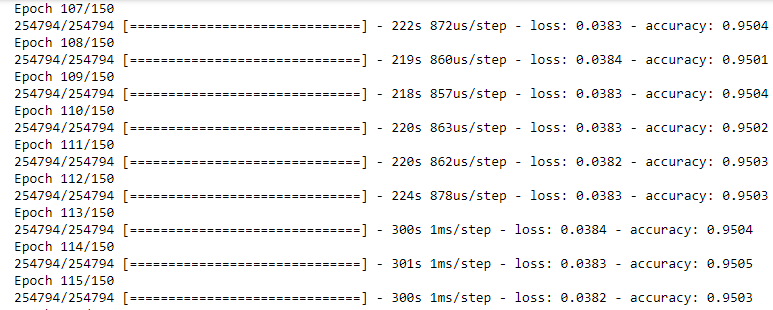 Epoch 107/150
254794/254794 [==============================] - 222s 872us/step - loss: 0.0383 - accuracy: 0.9504
Epoch 108/150
254794/254794 [==============================] - 219s 860us/step - loss: 0.0384 - accuracy: 0.9501
Epoch 109/150
254794/254794 [==============================] - 218s 857us/step - loss: 0.0383 - accuracy: 0.9504
Epoch 110/150
254794/254794 [==============================] - 220s 863us/step - loss: 0.0383 - accuracy: 0.9502
Epoch 111/150
254794/254794 [==============================] - 220s 862us/step - loss: 0.0382 - accuracy: 0.9503
Epoch 112/150
254794/254794 [==============================] - 224s 878us/step - loss: 0.0383 - accuracy: 0.9503
Epoch 113/150
254794/254794 [==============================] - 300s 1ms/step - loss: 0.0384 - accuracy: 0.9504
Epoch 114/150
254794/254794 [==============================] - 301s 1ms/step - loss: 0.0383 - accuracy: 0.9505
Epoch 115/150
254794/254794 [==============================] - 300s 1ms/step - loss: 0.0382 - accuracy: 0.9503